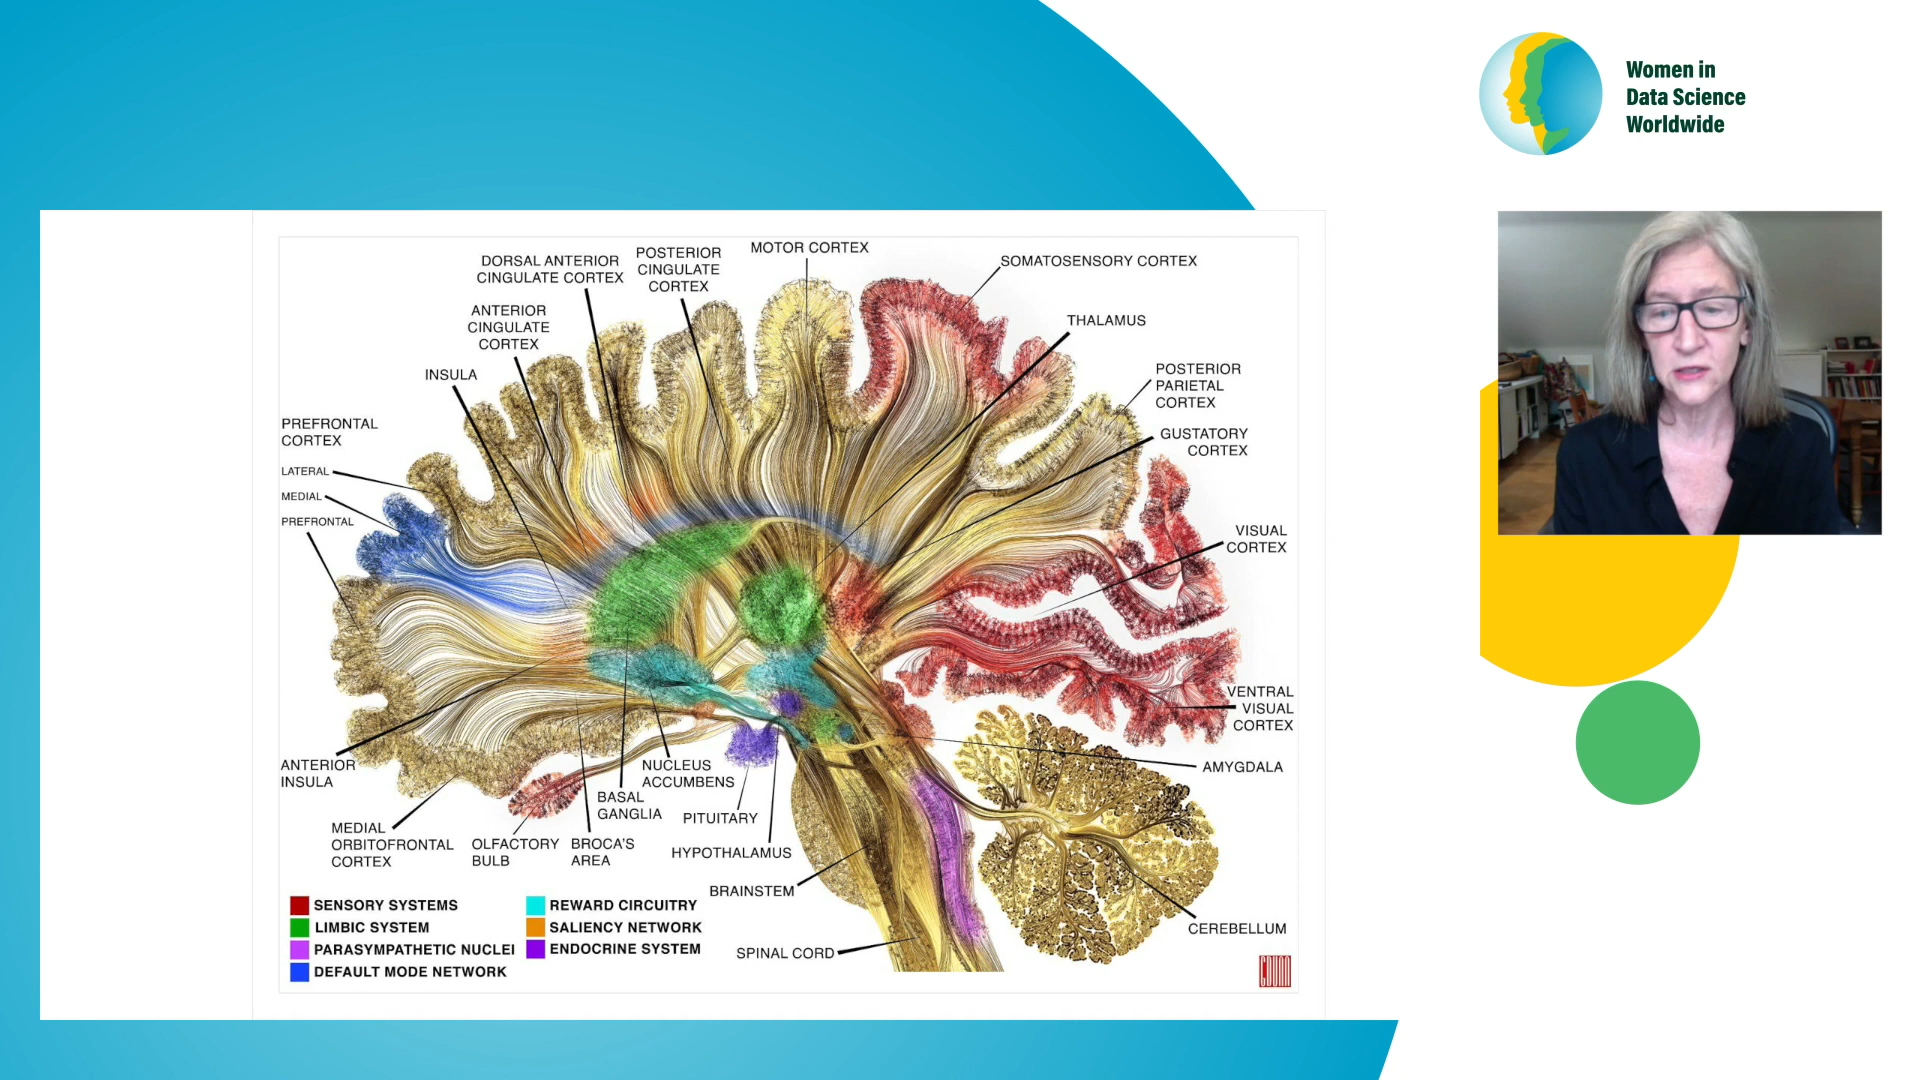 Women in
Data Science
Worldwide
MOTOR CORTEX
DORSAL ANTERIOR
CINGULATE CORTEX
POSTERIOR
CINGULATE
CORTEX
SOMATOSENSORY CORTEX
ANTERIOR
CINGULATE
CORTEX
THALAMUS
INSULA
POSTERIOR
PARIETAL
CORTEX
PREFRONTAL
CORTEX
GUSTATORY
CORTEX
LATERAL
MEDIAL
PREFRONTAL
VISUAL
CORTEX
VENTRAL
VISUAL
CORTEX
ANTERIOR
INSULA
NUCLEUS
ACCUMBENS
AMYGDALA
BASAL
GANGLIA
PITUITARY
MEDIAL
ORBITOFRONTAL
CORTEX
OLFACTORY
BULB
BROCA'S
AREA
HYPOTHALAMUS
BRAINSTEM
CEREBELLUM
SPINAL CORD
SENSORY SYSTEMS
LIMBIC SYSTEM
PARASYMPATHETIC NUCLEI
DEFAULT MODE NETWORK
REWARD CIRCUITRY
SALIENCY NETWORK
ENDOCRINE SYSTEM